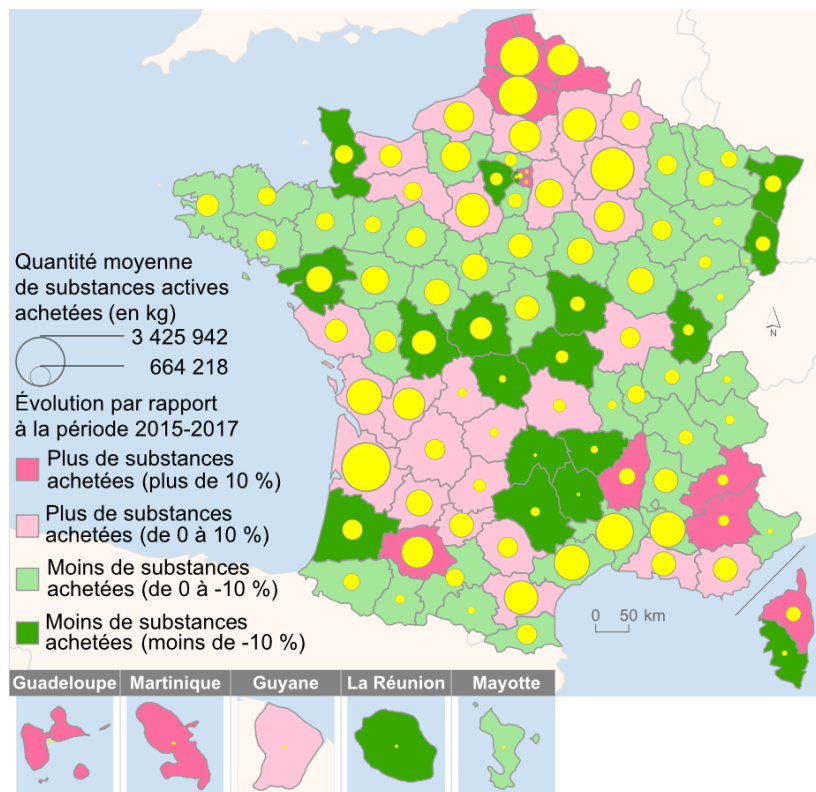 Quantité moyenne
de substances actives
achetées (en kg)
3 425 942
664 218
Évolution par rapport
à la période 2015-2017
Plus de substances
achetées (plus de 10 %)
Plus de substances
achetées (de 0 à 10 %)
Moins de substances
achetées (de 0 à -10 %)
Moins de substances
achetées (moins de -10 %)
N
0 50 km
Guadeloupe Martinique Guyane La Réunion Mayotte